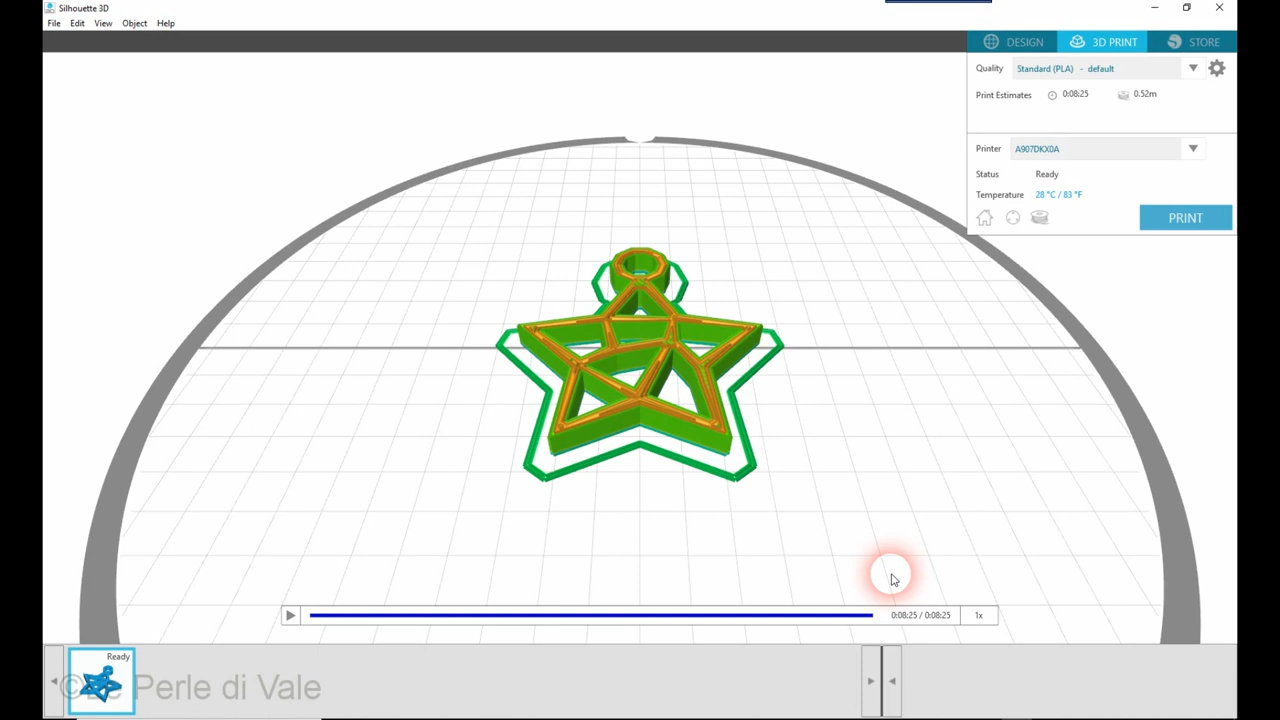 Silhouette 3D
File Edit View Object Help
DESIGN 3D PRINT STORE
Quality Standard (PLA) - default
Print Estimates 0:08:25 0.52m
Printer A907DKX0A
Status Ready
Temperature 28 °C / 83 °F
PRINT
0:08:25 / 0:08:25 1x
Ready
©Le Perle di Vale